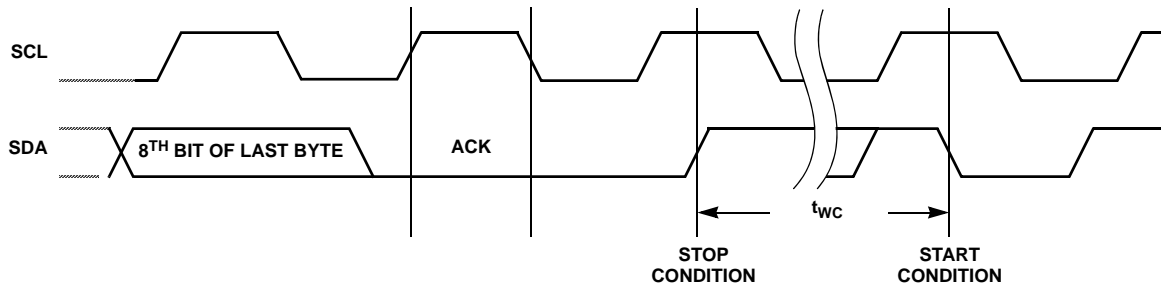 SCL
SDA
8TH BIT OF LAST BYTE
ACK
tWC
STOP
CONDITION
START
CONDITION